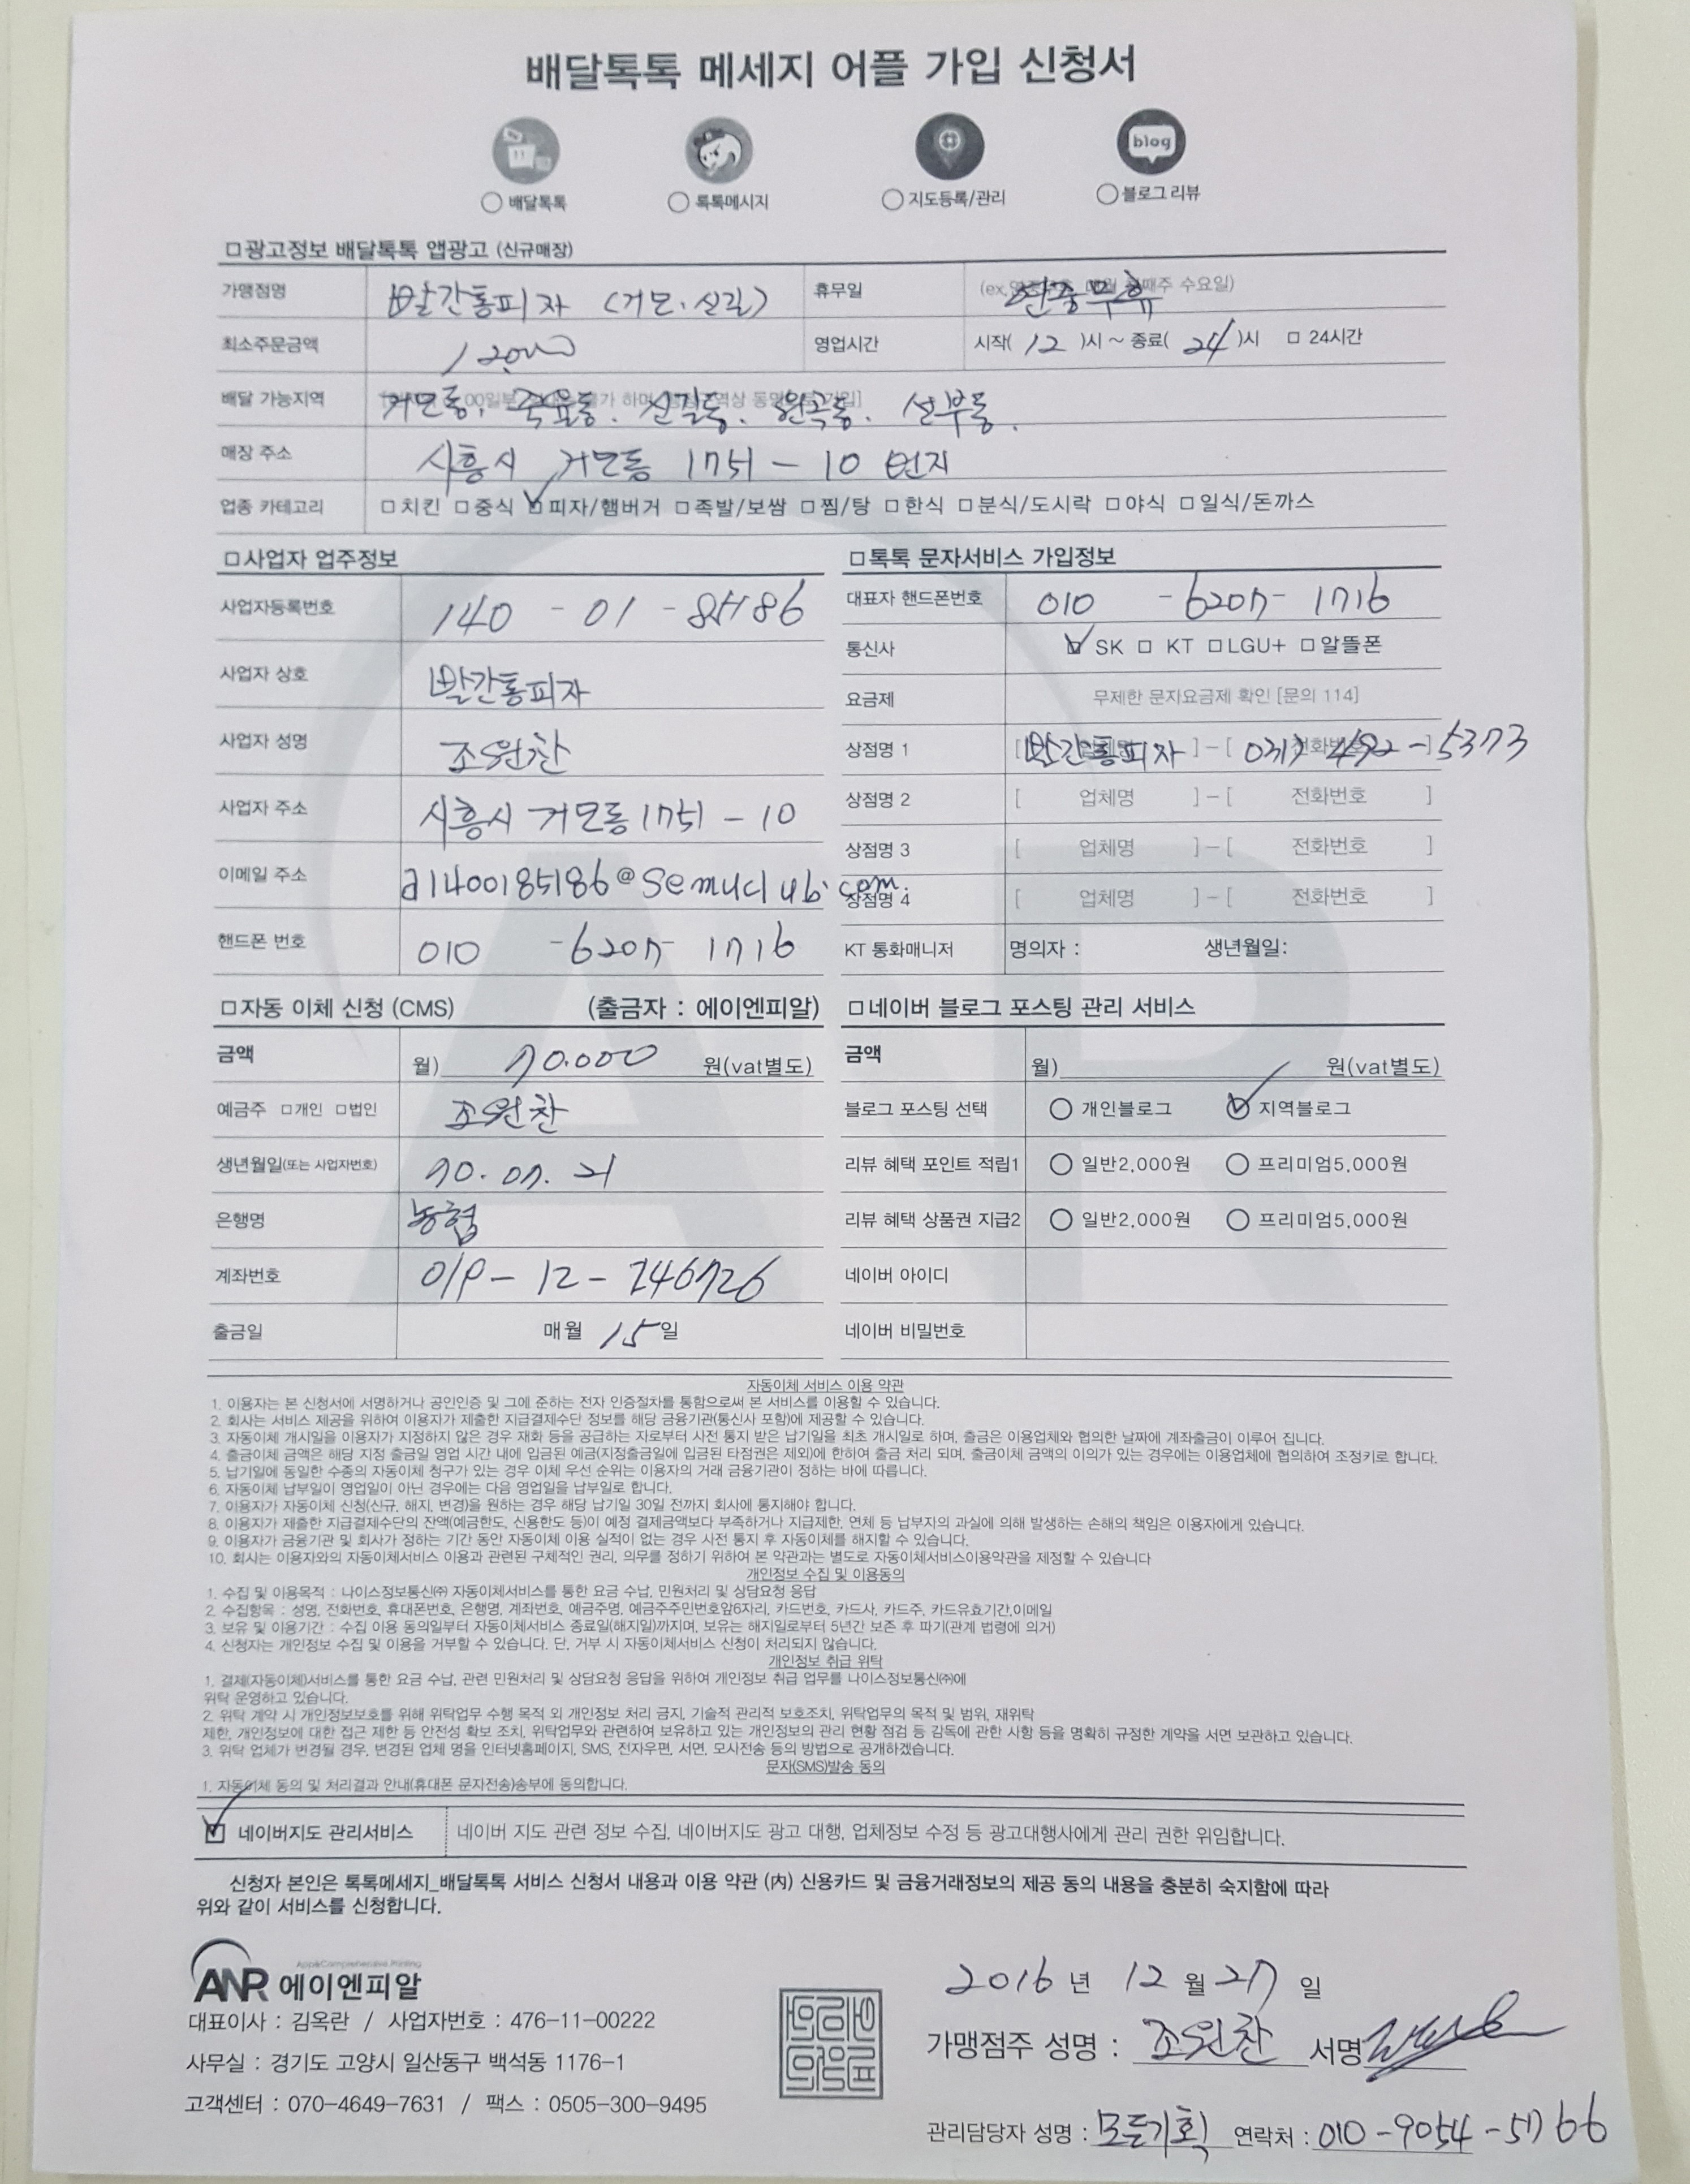 배달톡톡 메세지 어플 가입 신청서
blog
○ 배달톡톡 ○ 톡톡메시지 ○ 지도등록/관리 ○ 블로그 리뷰
□ 광고정보 배달톡톡 앱광고 (신규매장)
가맹점명 빨간통피자 (거모.신길) 휴무일 연중무휴
최소주문금액 12000 영업시간 시작( 12 )시 ~ 종료( 24 )시 □ 24시간
배달 가능지역 거모동, 죽율동. 신길동. 원곡동. 선부동.
매장 주소 시흥시 거모동 1751 - 10 번지
업종 카테고리 □ 치킨 □ 중식 ☑ 피자/햄버거 □ 족발/보쌈 □ 찜/탕 □ 한식 □ 분식/도시락 □ 야식 □ 일식/돈까스
□ 사업자 업주정보
사업자등록번호 140 - 01 - 85186
사업자 상호 빨간통피자
사업자 성명 조원찬
사업자 주소 시흥시 거모동 1751 - 10
이메일 주소 a1400185186@semuclub.com.
핸드폰 번호 010 - 6207 - 1716
□ 톡톡 문자서비스 가입정보
대표자 핸드폰번호 010 - 6207 - 1716
통신사 ☑ SK □ KT □ LGU+ □ 알뜰폰
요금제 무제한 문자요금제 확인 [문의 114]
상점명 1 [ 빨간통피자 ] - [ 031) 492 - 5373
상점명 2 [ 업체명 ] - [ 전화번호 ]
상점명 3 [ 업체명 ] - [ 전화번호 ]
상점명 4 [ 업체명 ] - [ 전화번호 ]
KT 통화매니저 명의자 : 생년월일:
□ 자동 이체 신청 (CMS) (출금자 : 에이엔피알)
금액 월) 70.000 원(vat별도)
예금주 □개인 □법인 조원찬
생년월일(또는 사업자번호) 70. 07. 21
은행명 농협
계좌번호 019 - 12 - 246726
출금일 매월 15 일
□ 네이버 블로그 포스팅 관리 서비스
금액 월) 원(vat별도)
블로그 포스팅 선택 ○ 개인블로그 ☑ 지역블로그
리뷰 혜택 포인트 적립1 ○ 일반2,000원 ○ 프리미엄5,000원
리뷰 혜택 상품권 지급2 ○ 일반2,000원 ○ 프리미엄5,000원
네이버 아이디
네이버 비밀번호
자동이체 서비스 이용 약관
1. 이용자는 본 신청서에 서명하거나 공인인증 및 그에 준하는 전자 인증절차를 통함으로써 본 서비스를 이용할 수 있습니다.
2. 회사는 서비스 제공을 위하여 이용자가 제출한 지급결제수단 정보를 해당 금융기관(통신사 포함)에 제공할 수 있습니다.
3. 자동이체 개시일을 이용자가 지정하지 않은 경우 재화 등을 공급하는 자로부터 사전 통지 받은 납기일을 최초 개시일로 하며, 출금은 이용업체와 협의한 날짜에 계좌출금이 이루어 집니다.
4. 출금이체 금액은 해당 지정 출금일 영업 시간 내에 입금된 예금(지정출금일에 입금된 타점권은 제외)에 한하여 출금 처리 되며, 출금이체 금액의 이의가 있는 경우에는 이용업체에 협의하여 조정키로 합니다.
5. 납기일에 동일한 수종의 자동이체 청구가 있는 경우 이체 우선 순위는 이용자의 거래 금융기관이 정하는 바에 따릅니다.
6. 자동이체 납부일이 영업일이 아닌 경우에는 다음 영업일을 납부일로 합니다.
7. 이용자가 자동이체 신청(신규, 해지, 변경)을 원하는 경우 해당 납기일 30일 전까지 회사에 통지해야 합니다.
8. 이용자가 제출한 지급결제수단의 잔액(예금한도, 신용한도 등)이 예정 결제금액보다 부족하거나 지급제한, 연체 등 납부자의 과실에 의해 발생하는 손해의 책임은 이용자에게 있습니다.
9. 이용자가 금융기관 및 회사가 정하는 기간 동안 자동이체 이용 실적이 없는 경우 사전 통지 후 자동이체를 해지할 수 있습니다.
10. 회사는 이용자와의 자동이체서비스 이용과 관련된 구체적인 권리, 의무를 정하기 위하여 본 약관과는 별도로 자동이체서비스이용약관을 제정할 수 있습니다
개인정보 수집 및 이용동의
1. 수집 및 이용목적 : 나이스정보통신㈜ 자동이체서비스를 통한 요금 수납, 민원처리 및 상담요청 응답
2. 수집항목 : 성명, 전화번호, 휴대폰번호, 은행명, 계좌번호, 예금주명, 예금주주민번호앞6자리, 카드번호, 카드사, 카드주, 카드유효기간,이메일
3. 보유 및 이용기간 : 수집 이용 동의일부터 자동이체서비스 종료일(해지일)까지며, 보유는 해지일로부터 5년간 보존 후 파기(관계 법령에 의거)
4. 신청자는 개인정보 수집 및 이용을 거부할 수 있습니다. 단, 거부 시 자동이체서비스 신청이 처리되지 않습니다.
개인정보 취급 위탁
1. 결제(자동이체)서비스를 통한 요금 수납, 관련 민원처리 및 상담요청 응답을 위하여 개인정보 취급 업무를 나이스정보통신㈜에
위탁 운영하고 있습니다.
2. 위탁 계약 시 개인정보보호를 위해 위탁업무 수행 목적 외 개인정보 처리 금지, 기술적 관리적 보호조치, 위탁업무의 목적 및 범위, 재위탁
제한, 개인정보에 대한 접근 제한 등 안전성 확보 조치, 위탁업무와 관련하여 보유하고 있는 개인정보의 관리 현황 점검 등 감독에 관한 사항 등을 명확히 규정한 계약을 서면 보관하고 있습니다.
3. 위탁 업체가 변경될 경우, 변경된 업체 명을 인터넷홈페이지, SMS, 전자우편, 서면, 모사전송 등의 방법으로 공개하겠습니다.
문자(SMS)발송 동의
1. 자동이체 동의 및 처리결과 안내(휴대폰 문자전송)송부에 동의합니다.
☑ 네이버지도 관리서비스 네이버 지도 관련 정보 수집, 네이버지도 광고 대행, 업체정보 수정 등 광고대행사에게 관리 권한 위임합니다.
신청자 본인은 톡톡메세지_배달톡톡 서비스 신청서 내용과 이용 약관 (內) 신용카드 및 금융거래정보의 제공 동의 내용을 충분히 숙지함에 따라
위와 같이 서비스를 신청합니다.
App&Comprehensive Printing
ANR 에이엔피알
대표이사 : 김옥란 / 사업자번호 : 476-11-00222
사무실 : 경기도 고양시 일산동구 백석동 1176-1
고객센터 : 070-4649-7631 / 팩스 : 0505-300-9495
2016 년 12 월 27 일
가맹점주 성명 : 조원찬 서명
관리담당자 성명 : 모든기획 연락처 : 010 - 9054 - 5766